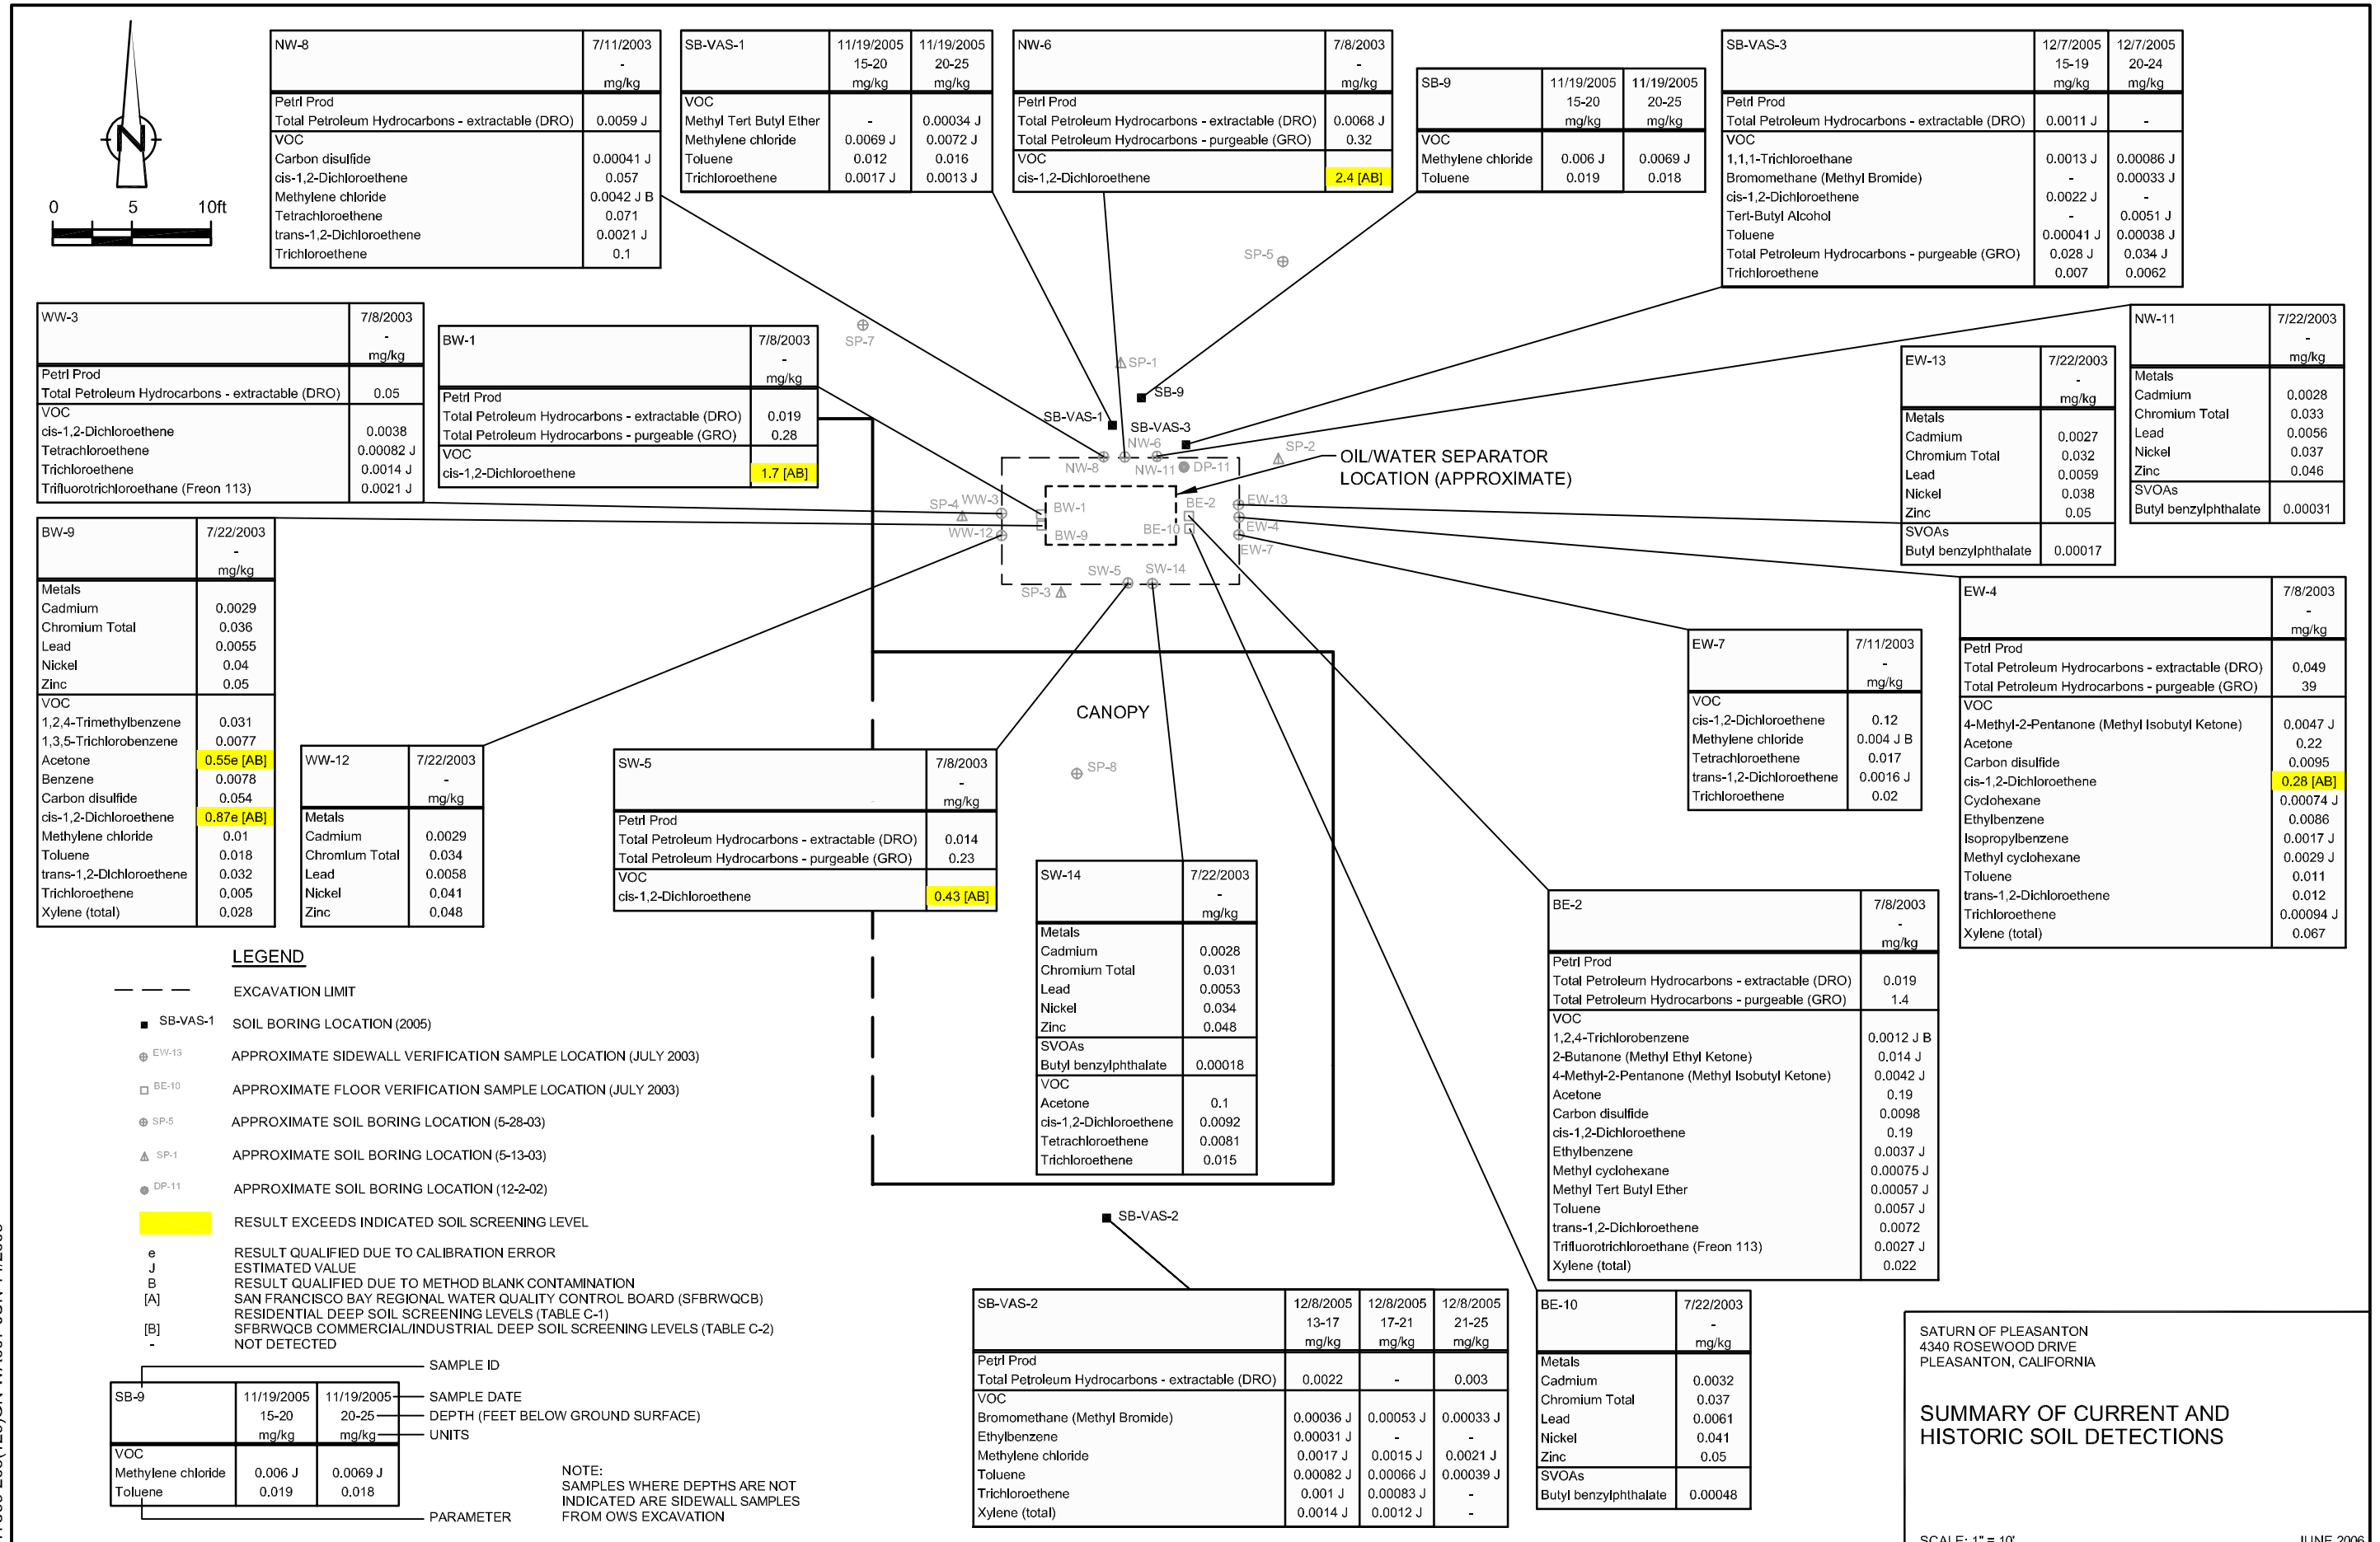 N
0 5 10ft
NW-8 7/11/2003
-
mg/kg
Petrl Prod
Total Petroleum Hydrocarbons - extractable (DRO) 0.0059 J
VOC
Carbon disulfide 0.00041 J
cis-1,2-Dichloroethene 0.057
Methylene chloride 0.0042 J B
Tetrachloroethene 0.071
trans-1,2-Dichloroethene 0.0021 J
Trichloroethene 0.1
SB-VAS-1 11/19/2005 11/19/2005
15-20 20-25
mg/kg mg/kg
VOC
Methyl Tert Butyl Ether - 0.00034 J
Methylene chloride 0.0069 J 0.0072 J
Toluene 0.012 0.016
Trichloroethene 0.0017 J 0.0013 J
NW-6 7/8/2003
-
mg/kg
Petrl Prod
Total Petroleum Hydrocarbons - extractable (DRO) 0.0068 J
Total Petroleum Hydrocarbons - purgeable (GRO) 0.32
VOC
cis-1,2-Dichloroethene 2.4 [AB]
SB-9 11/19/2005 11/19/2005
15-20 20-25
mg/kg mg/kg
VOC
Methylene chloride 0.006 J 0.0069 J
Toluene 0.019 0.018
SB-VAS-3 12/7/2005 12/7/2005
15-19 20-24
mg/kg mg/kg
Petrl Prod
Total Petroleum Hydrocarbons - extractable (DRO) 0.0011 J -
VOC
1,1,1-Trichloroethane 0.0013 J 0.00086 J
Bromomethane (Methyl Bromide) - 0.00033 J
cis-1,2-Dichloroethene 0.0022 J -
Tert-Butyl Alcohol - 0.0051 J
Toluene 0.00041 J 0.00038 J
Total Petroleum Hydrocarbons - purgeable (GRO) 0.028 J 0.034 J
Trichloroethene 0.007 0.0062
WW-3 7/8/2003
-
mg/kg
Petrl Prod
Total Petroleum Hydrocarbons - extractable (DRO) 0.05
VOC
cis-1,2-Dichloroethene 0.0038
Tetrachloroethene 0.00082 J
Trichloroethene 0.0014 J
Trifluorotrichloroethane (Freon 113) 0.0021 J
BW-1 7/8/2003
-
mg/kg
Petrl Prod
Total Petroleum Hydrocarbons - extractable (DRO) 0.019
Total Petroleum Hydrocarbons - purgeable (GRO) 0.28
VOC
cis-1,2-Dichloroethene 1.7 [AB]
SP-5
SP-7
SP-1
SB-9
SB-VAS-1
SB-VAS-3
NW-6
SP-2
NW-8
NW-11
DP-11
OIL/WATER SEPARATOR
LOCATION (APPROXIMATE)
SP-4
WW-3
BW-1
BE-2
EW-13
WW-12
BW-9
BE-10
EW-4
EW-7
SW-5
SW-14
SP-3
CANOPY
SP-8
SB-VAS-2
EW-13 7/22/2003
-
mg/kg
Metals
Cadmium 0.0027
Chromium Total 0.032
Lead 0.0059
Nickel 0.038
Zinc 0.05
SVOAs
Butyl benzylphthalate 0.00017
NW-11 7/22/2003
-
mg/kg
Metals
Cadmium 0.0028
Chromium Total 0.033
Lead 0.0056
Nickel 0.037
Zinc 0.046
SVOAs
Butyl benzylphthalate 0.00031
BW-9 7/22/2003
-
mg/kg
Metals
Cadmium 0.0029
Chromium Total 0.036
Lead 0.0055
Nickel 0.04
Zinc 0.05
VOC
1,2,4-Trimethylbenzene 0.031
1,3,5-Trichlorobenzene 0.0077
Acetone 0.55e [AB]
Benzene 0.0078
Carbon disulfide 0.054
cis-1,2-Dichloroethene 0.87e [AB]
Methylene chloride 0.01
Toluene 0.018
trans-1,2-Dichloroethene 0.032
Trichloroethene 0.005
Xylene (total) 0.028
WW-12 7/22/2003
-
mg/kg
Metals
Cadmium 0.0029
Chromium Total 0.034
Lead 0.0058
Nickel 0.041
Zinc 0.048
SW-5 7/8/2003
-
mg/kg
Petrl Prod
Total Petroleum Hydrocarbons - extractable (DRO) 0.014
Total Petroleum Hydrocarbons - purgeable (GRO) 0.23
VOC
cis-1,2-Dichloroethene 0.43 [AB]
SW-14 7/22/2003
-
mg/kg
Metals
Cadmium 0.0028
Chromium Total 0.031
Lead 0.0053
Nickel 0.034
Zinc 0.048
SVOAs
Butyl benzylphthalate 0.00018
VOC
Acetone 0.1
cis-1,2-Dichloroethene 0.0092
Tetrachloroethene 0.0081
Trichloroethene 0.015
EW-7 7/11/2003
-
mg/kg
VOC
cis-1,2-Dichloroethene 0.12
Methylene chloride 0.004 J B
Tetrachloroethene 0.017
trans-1,2-Dichloroethene 0.0016 J
Trichloroethene 0.02
EW-4 7/8/2003
-
mg/kg
Petrl Prod
Total Petroleum Hydrocarbons - extractable (DRO) 0.049
Total Petroleum Hydrocarbons - purgeable (GRO) 39
VOC
4-Methyl-2-Pentanone (Methyl Isobutyl Ketone) 0.0047 J
Acetone 0.22
Carbon disulfide 0.0095
cis-1,2-Dichloroethene 0.28 [AB]
Cyclohexane 0.00074 J
Ethylbenzene 0.0086
Isopropylbenzene 0.0017 J
Methyl cyclohexane 0.0029 J
Toluene 0.011
trans-1,2-Dichloroethene 0.012
Trichloroethene 0.00094 J
Xylene (total) 0.067
BE-2 7/8/2003
-
mg/kg
Petrl Prod
Total Petroleum Hydrocarbons - extractable (DRO) 0.019
Total Petroleum Hydrocarbons - purgeable (GRO) 1.4
VOC
1,2,4-Trichlorobenzene 0.0012 J B
2-Butanone (Methyl Ethyl Ketone) 0.014 J
4-Methyl-2-Pentanone (Methyl Isobutyl Ketone) 0.0042 J
Acetone 0.19
Carbon disulfide 0.0098
cis-1,2-Dichloroethene 0.19
Ethylbenzene 0.0037 J
Methyl cyclohexane 0.00075 J
Methyl Tert Butyl Ether 0.00057 J
Toluene 0.0057 J
trans-1,2-Dichloroethene 0.0072
Trifluorotrichloroethane (Freon 113) 0.0027 J
Xylene (total) 0.022
LEGEND
EXCAVATION LIMIT
SB-VAS-1 SOIL BORING LOCATION (2005)
EW-13 APPROXIMATE SIDEWALL VERIFICATION SAMPLE LOCATION (JULY 2003)
BE-10 APPROXIMATE FLOOR VERIFICATION SAMPLE LOCATION (JULY 2003)
SP-5 APPROXIMATE SOIL BORING LOCATION (5-28-03)
SP-1 APPROXIMATE SOIL BORING LOCATION (5-13-03)
DP-11 APPROXIMATE SOIL BORING LOCATION (12-2-02)
RESULT EXCEEDS INDICATED SOIL SCREENING LEVEL
e RESULT QUALIFIED DUE TO CALIBRATION ERROR
J ESTIMATED VALUE
B RESULT QUALIFIED DUE TO METHOD BLANK CONTAMINATION
[A] SAN FRANCISCO BAY REGIONAL WATER QUALITY CONTROL BOARD (SFBRWQCB)
RESIDENTIAL DEEP SOIL SCREENING LEVELS (TABLE C-1)
[B] SFBRWQCB COMMERCIAL/INDUSTRIAL DEEP SOIL SCREENING LEVELS (TABLE C-2)
- NOT DETECTED
SAMPLE ID
SB-9 11/19/2005 11/19/2005 SAMPLE DATE
15-20 20-25 DEPTH (FEET BELOW GROUND SURFACE)
mg/kg mg/kg UNITS
VOC
Methylene chloride 0.006 J 0.0069 J
Toluene 0.019 0.018
PARAMETER
NOTE:
SAMPLES WHERE DEPTHS ARE NOT
INDICATED ARE SIDEWALL SAMPLES
FROM OWS EXCAVATION
SB-VAS-2 12/8/2005 12/8/2005 12/8/2005
13-17 17-21 21-25
mg/kg mg/kg mg/kg
Petrl Prod
Total Petroleum Hydrocarbons - extractable (DRO) 0.0022 - 0.003
VOC
Bromomethane (Methyl Bromide) 0.00036 J 0.00053 J 0.00033 J
Ethylbenzene 0.00031 J - -
Methylene chloride 0.0017 J 0.0015 J 0.0021 J
Toluene 0.00082 J 0.00066 J 0.00039 J
Trichloroethene 0.001 J 0.00083 J -
Xylene (total) 0.0014 J 0.0012 J -
BE-10 7/22/2003
-
mg/kg
Metals
Cadmium 0.0032
Chromium Total 0.037
Lead 0.0061
Nickel 0.041
Zinc 0.05
SVOAs
Butyl benzylphthalate 0.00048
SATURN OF PLEASANTON
4340 ROSEWOOD DRIVE
PLEASANTON, CALIFORNIA
SUMMARY OF CURRENT AND
HISTORIC SOIL DETECTIONS
SCALE: 1" = 10' JUNE 2006